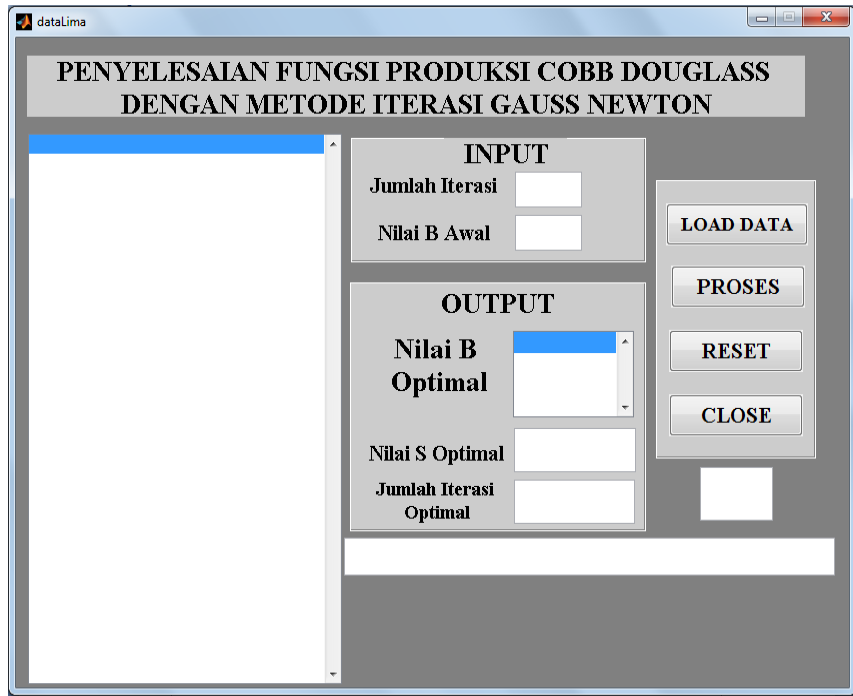 dataLima
PENYELESAIAN FUNGSI PRODUKSI COBB DOUGLASS
DENGAN METODE ITERASI GAUSS NEWTON
INPUT
Jumlah Iterasi
Nilai B Awal
OUTPUT
Nilai B
Optimal
Nilai S Optimal
Jumlah Iterasi
Optimal
LOAD DATA
PROSES
RESET
CLOSE